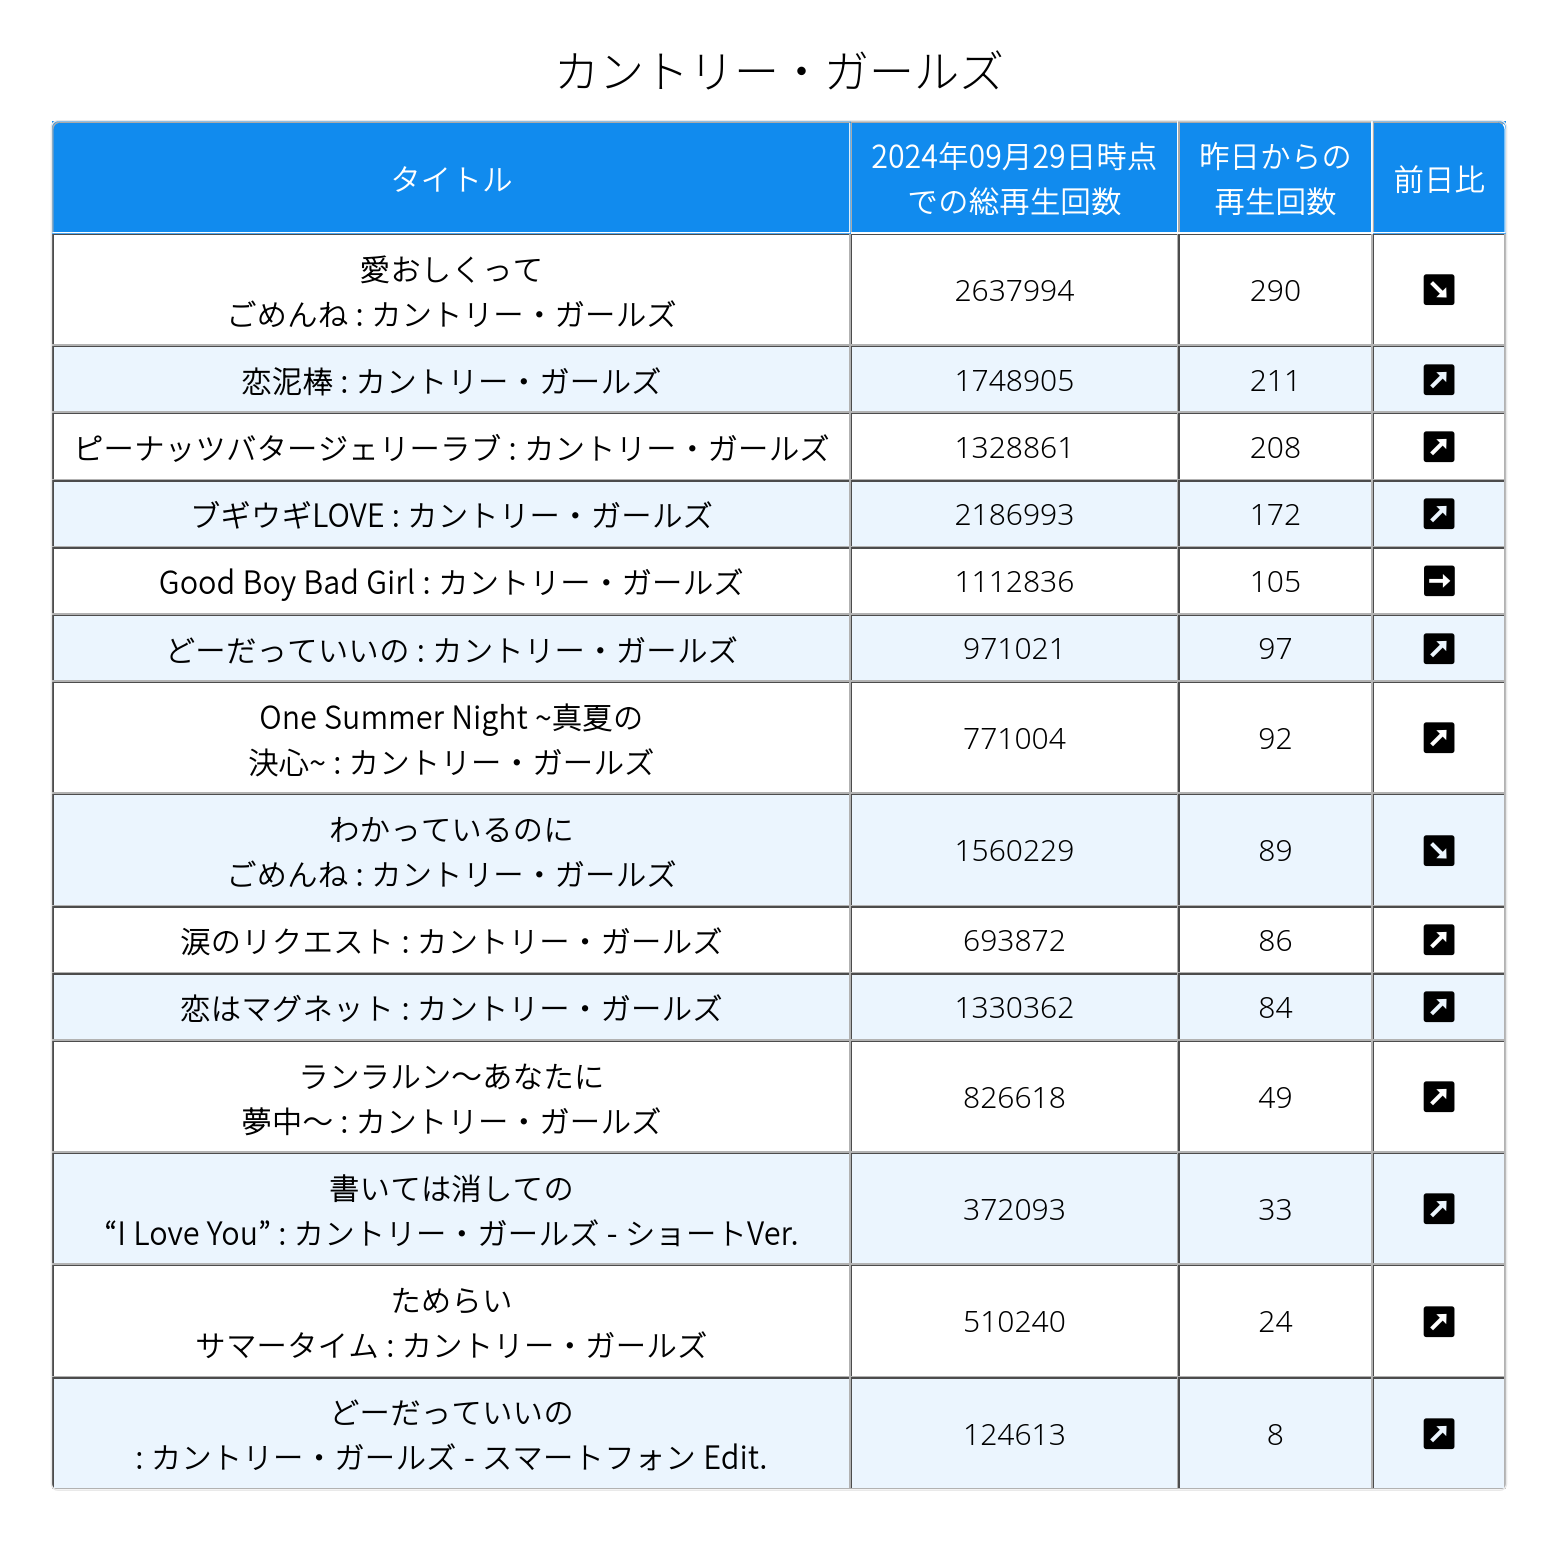 カントリー・ガールズ
タイトル
2024年09月29日時点
での総再生回数
昨日からの
再生回数
前日比
愛おしくって
ごめんね : カントリー・ガールズ
2637994
290
恋泥棒 : カントリー・ガールズ
1748905
211
ピーナッツバタージェリーラブ : カントリー・ガールズ
1328861
208
ブギウギLOVE : カントリー・ガールズ
2186993
172
Good Boy Bad Girl : カントリー・ガールズ
1112836
105
どーだっていいの : カントリー・ガールズ
971021
97
One Summer Night ~真夏の
決心~ : カントリー・ガールズ
771004
92
わかっているのに
ごめんね : カントリー・ガールズ
1560229
89
涙のリクエスト : カントリー・ガールズ
693872
86
恋はマグネット : カントリー・ガールズ
1330362
84
ランラルン〜あなたに
夢中〜 : カントリー・ガールズ
826618
49
書いては消しての
“I Love You” : カントリー・ガールズ - ショートVer.
372093
33
ためらい
サマータイム : カントリー・ガールズ
510240
24
どーだっていいの
: カントリー・ガールズ - スマートフォン Edit.
124613
8